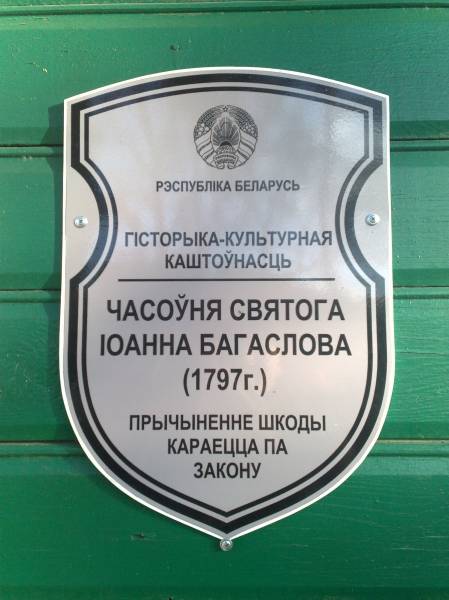 РЭСПУБЛІКА БЕЛАРУСЬ
ГІСТОРЫКА-КУЛЬТУРНАЯ
КАШТОЎНАСЦЬ
ЧАСОЎНЯ СВЯТОГА
ІОАННА БАГАСЛОВА
(1797г.)
ПРЫЧЫНЕННЕ ШКОДЫ
КАРАЕЦЦА ПА
ЗАКОНУ